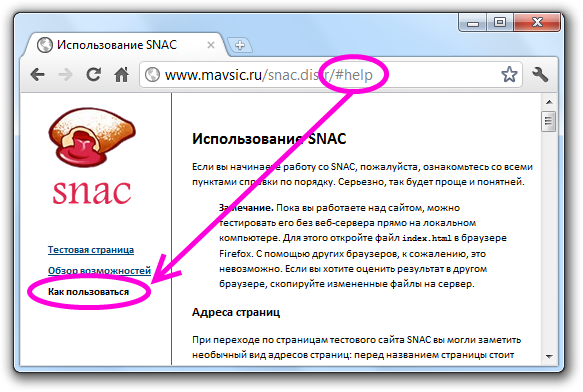 Использование SNAC
www.mavsic.ru/snac.distr/#help
snac
Тестовая страница
Обзор возможностей
Как пользоваться
Использование SNAC
Если вы начинаете работу со SNAC, пожалуйста, ознакомьтесь со всеми
пунктами справки по порядку. Серьезно, так будет проще и понятней.
Замечание. Пока вы работаете над сайтом, можно
тестировать его без веб-сервера прямо на локальном
компьютере. Для этого откройте файл index.html в браузере
Firefox. С помощью других браузеров, к сожалению, это
невозможно. Если вы хотите оценить результат в другом
браузере, скопируйте измененные файлы на сервер.
Адреса страниц
При переходе по страницам тестового сайта SNAC вы могли заметить
необычный вид адресов страниц: перед названием страницы стоит